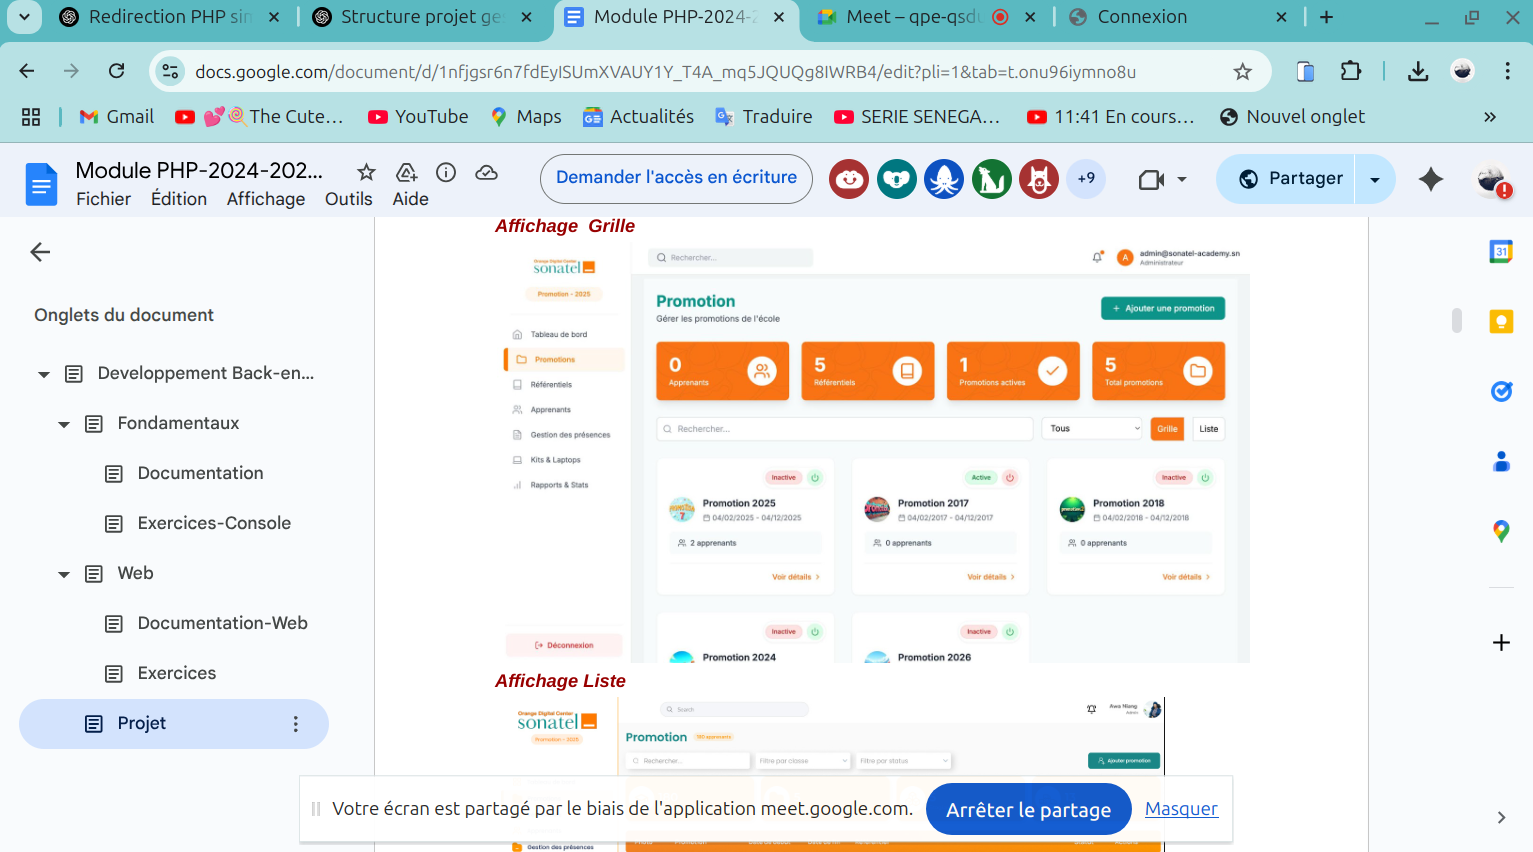 Redirection PHP sin
Structure projet ge
Module PHP-2024-2
Meet – qpe-qsdu
Connexion
docs.google.com/document/d/1nfjgsr6n7fdEyISUmXVAUY1Y_T4A_mq5JQUQg8IWRB4/edit?pli=1&tab=t.onu96iymno8u
Gmail
💕🍭The Cute...
YouTube
Maps
Actualités
Traduire
SERIE SENEGA...
11:41 En cours...
Nouvel onglet
»
Module PHP-2024-202...
Fichier Édition Affichage Outils Aide
Demander l'accès en écriture
+9
Partager
Onglets du document
Developpement Back-en...
Fondamentaux
Documentation
Exercices-Console
Web
Documentation-Web
Exercices
Projet
Affichage Grille
Orange Digital Center
sonatel
Promotion - 2025
Tableau de bord
Promotions
Référentiels
Apprenants
Gestion des présences
Kits & Laptops
Rapports & Stats
Déconnexion
Rechercher...
A
admin@sonatel-academy.sn
Administrateur
Promotion
Gérer les promotions de l'école
+ Ajouter une promotion
0
Apprenants
5
Référentiels
1
Promotions actives
5
Total promotions
Rechercher...
Tous
Grille
Liste
Inactive
Promotion 2025
04/02/2025 - 04/12/2025
2 apprenants
Voir détails >
Active
Promotion 2017
04/02/2017 - 04/12/2017
0 apprenants
Voir détails >
Inactive
Promotion 2018
04/02/2018 - 04/12/2018
0 apprenants
Voir détails >
Inactive
Promotion 2024
Inactive
Promotion 2026
Affichage Liste
Orange Digital Center
sonatel
Promotion - 2025
Search
Awa Niang
Admin
Promotion
Rechercher...
Filtre par classe
Filtre par status
Ajouter promotion
Gestion des présences
Votre écran est partagé par le biais de l'application meet.google.com.
Arrêter le partage
Masquer
31